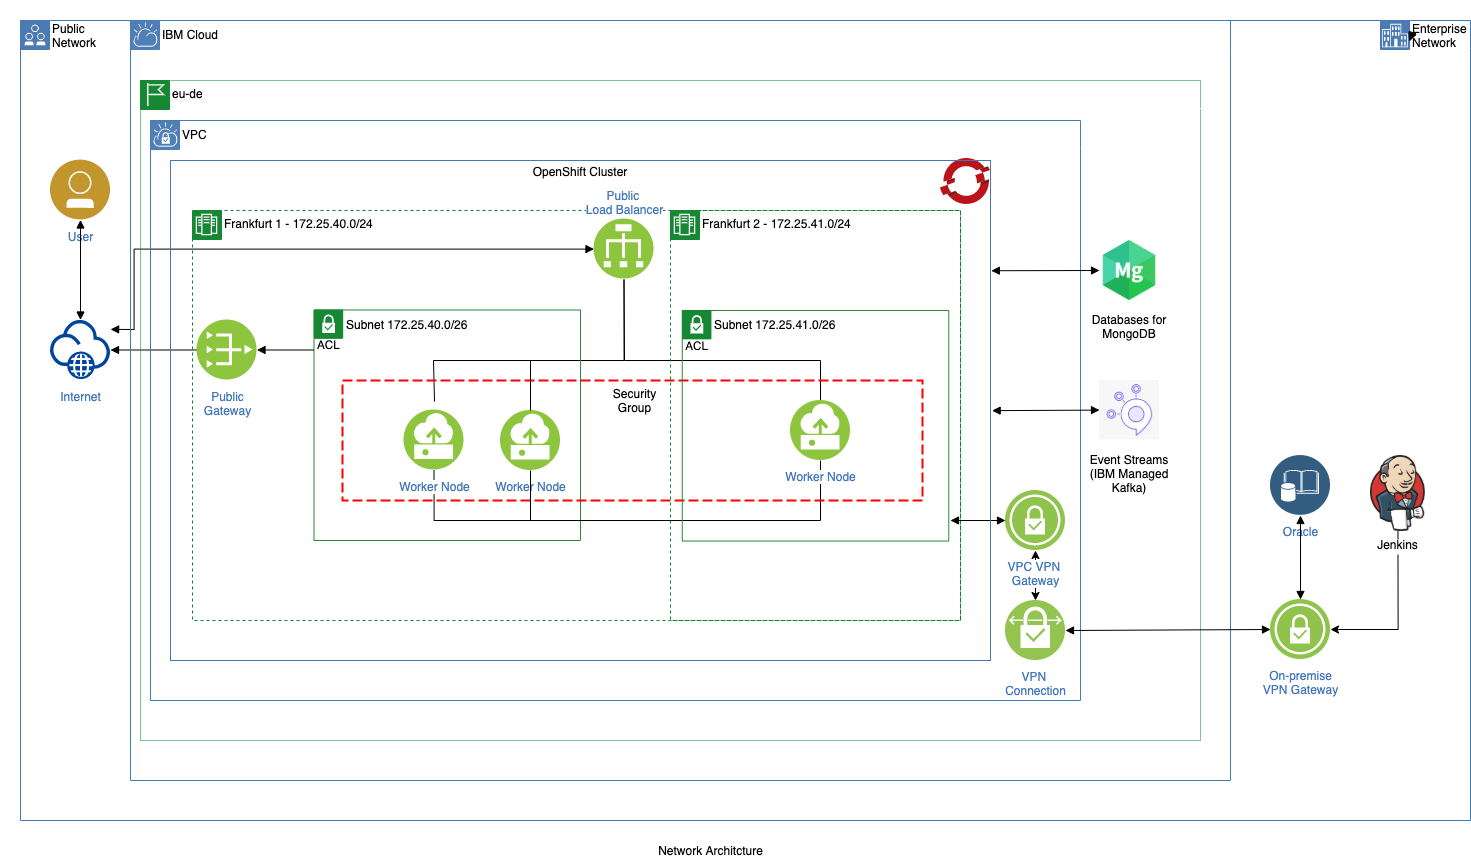 Public
Network
IBM Cloud
Enterprise
Network
eu-de
VPC
OpenShift Cluster
Public
Load Balancer
Frankfurt 1 - 172.25.40.0/24
Frankfurt 2 - 172.25.41.0/24
User
Mg
Subnet 172.25.40.0/26
ACL
Subnet 172.25.41.0/26
ACL
Databases for
MongoDB
Internet
Public
Gateway
Security
Group
Worker Node
Worker Node
Worker Node
Event Streams
(IBM Managed
Kafka)
Oracle
Jenkins
VPC VPN
Gateway
VPN
Connection
On-premise
VPN Gateway
Network Architcture